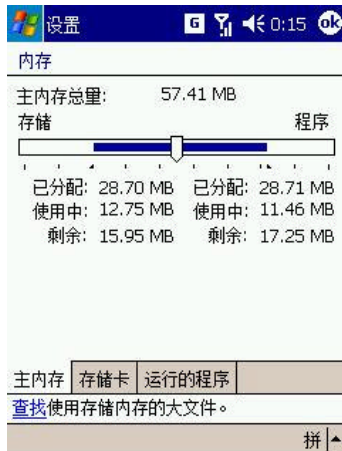 设置 G 0:15 ok
内存
主内存总量: 57.41 MB
存储 程序
已分配: 28.70 MB 已分配: 28.71 MB
使用中: 12.75 MB 使用中: 11.46 MB
剩余: 15.95 MB 剩余: 17.25 MB
主内存 存储卡 运行的程序
查找使用存储内存的大文件。
拼